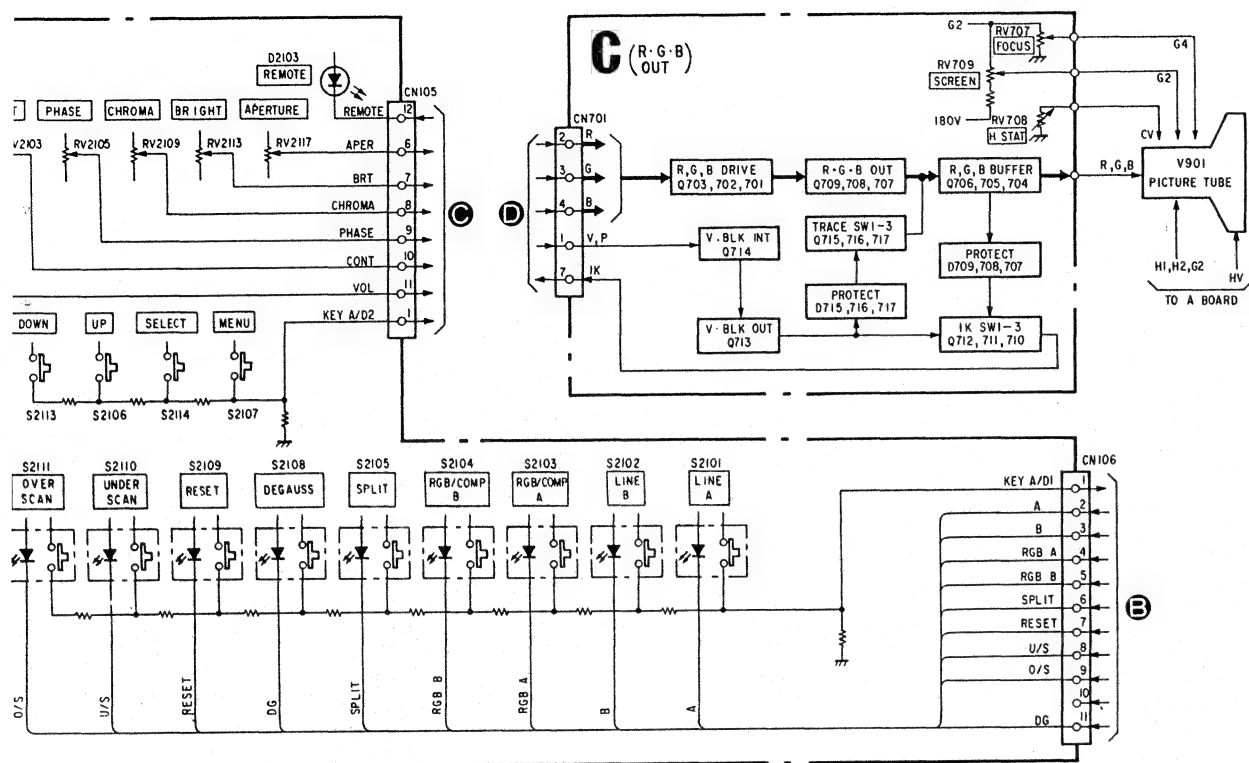 D2103
REMOTE
CN105
REMOTE 12
PHASE CHROMA BRIGHT APERTURE
RV2103 RV2105 RV2109 RV2113 RV2117
APER 6
BRT 7
CHROMA 8
PHASE 9
CONT 10
VOL 11
KEY A/D2 1
C
DOWN UP SELECT MENU
S2113 S2106 S2114 S2107
C (R·G·B OUT)
G2
RV707
FOCUS
G4
RV709
SCREEN
G2
180V
RV708
H STAT
CV
D
CN701
2 R
3 G
4 B
1 V,P
7 IK
R,G,B DRIVE
Q703,702,701
R·G·B OUT
Q709,708,707
R,G,B BUFFER
Q706,705,704
R,G,B
V901
PICTURE TUBE
TRACE SW1-3
Q715,716,717
V.BLK INT
Q714
PROTECT
D709,708,707
PROTECT
D715,716,717
V·BLK OUT
Q713
IK SW1-3
Q712,711,710
H1,H2,G2
HV
TO A BOARD
S2111 S2110 S2109 S2108 S2105 S2104 S2103 S2102 S2101
OVER SCAN
UNDER SCAN
RESET
DEGAUSS
SPLIT
RGB/COMP B
RGB/COMP A
LINE B
LINE A
CN106
KEY A/D1 1
A 2
B 3
RGB A 4
RGB B 5
SPLIT 6
RESET 7
U/S 8
O/S 9
10
DG 11
B
O/S U/S RESET DG SPLIT RGB B RGB A B A